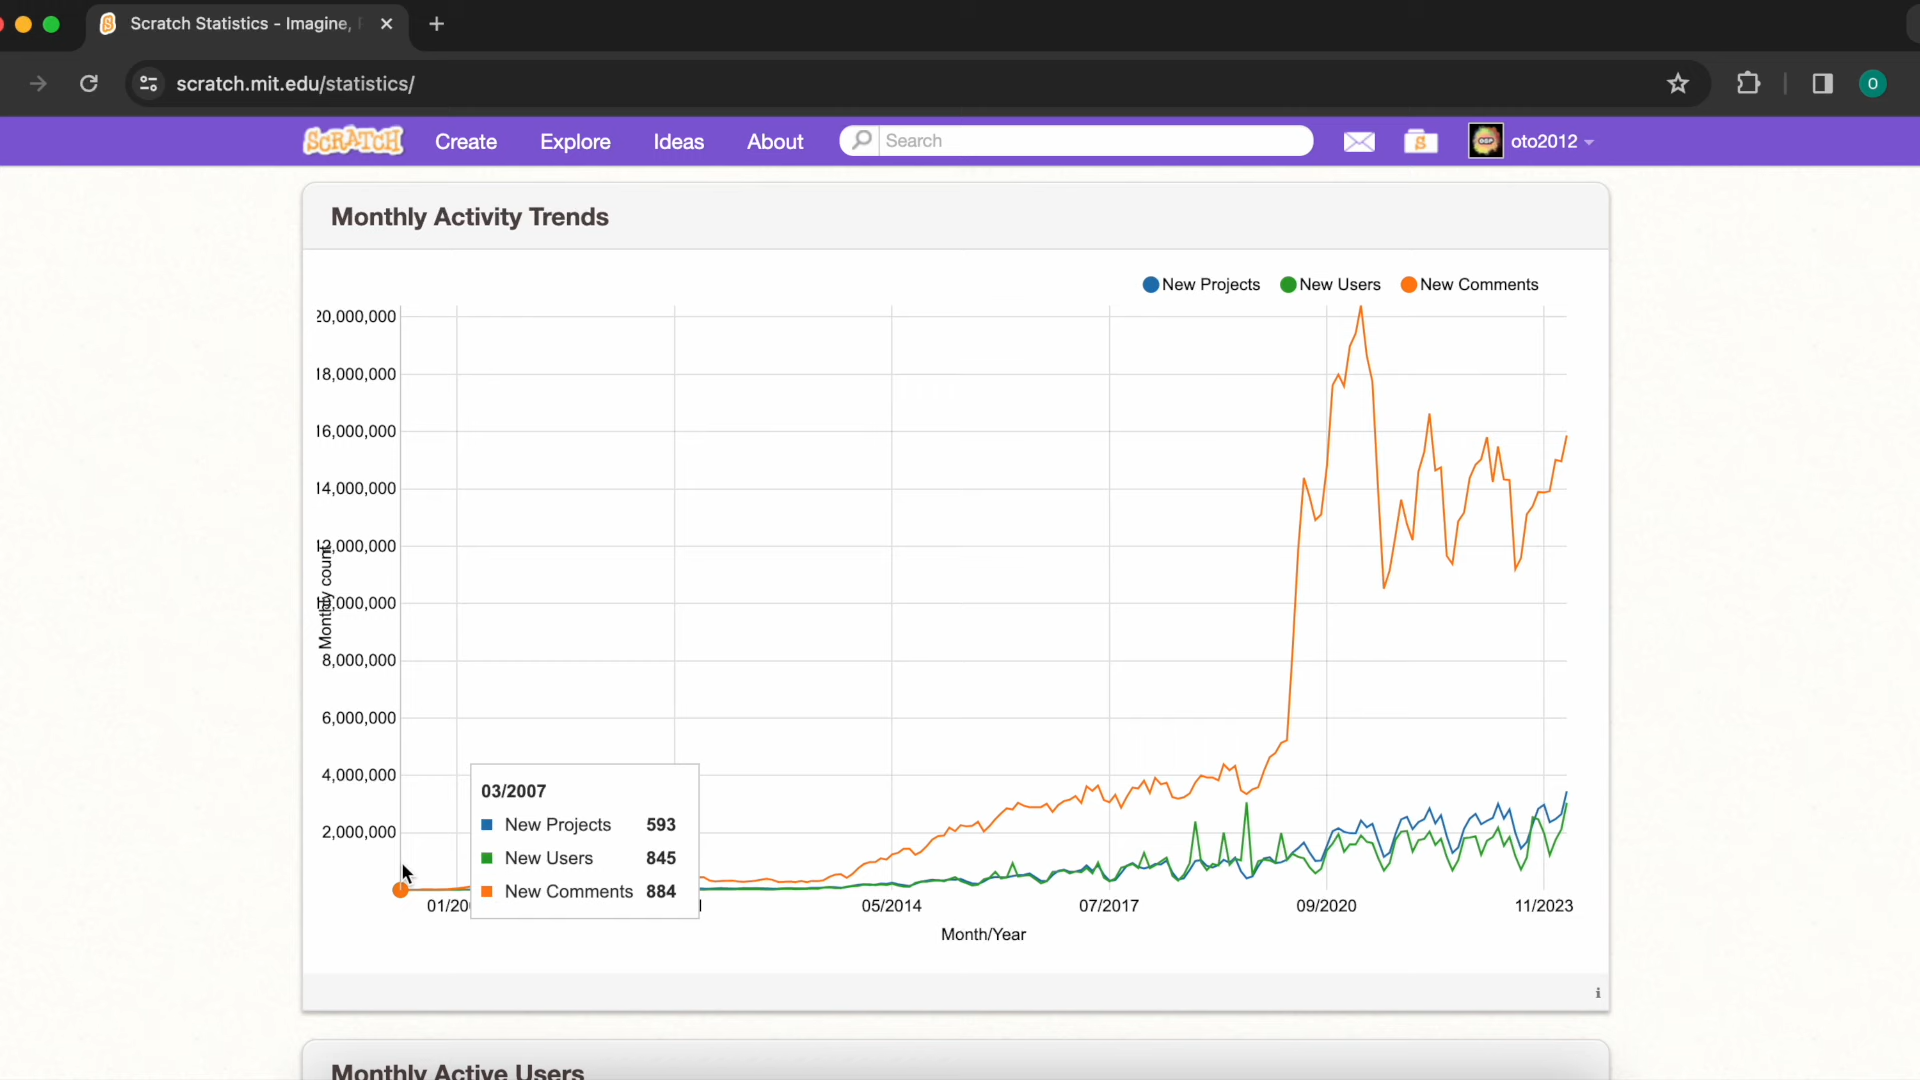 Scratch Statistics - Imagine,
scratch.mit.edu/statistics/
O
SCRATCH
Create
Explore
Ideas
About
Search
S
oto2012
Monthly Activity Trends
New Projects
New Users
New Comments
20,000,000
18,000,000
16,000,000
14,000,000
12,000,000
10,000,000
8,000,000
6,000,000
4,000,000
2,000,000
Monthly count
03/2007
New Projects 593
New Users 845
New Comments 884
01/20
05/2014
07/2017
09/2020
11/2023
Month/Year
i
Monthly Active Users